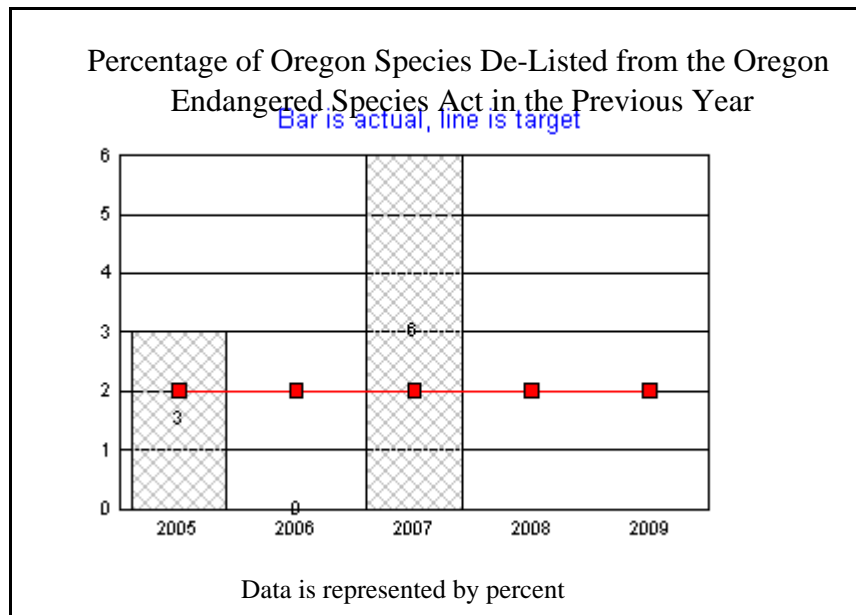 Percentage of Oregon Species De-Listed from the Oregon
Endangered Species Act in the Previous Year
Bar is actual, line is target
6
5
4
3
2
1
0
6
3
0
2005 2006 2007 2008 2009
Data is represented by percent